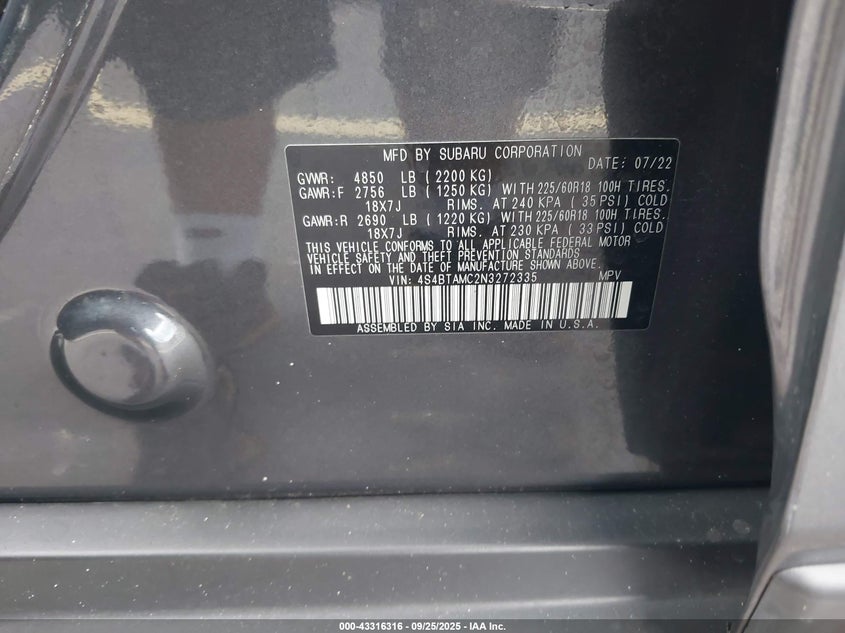 MFD BY SUBARU CORPORATION DATE: 07/22
GVWR: 4850 LB (2200 KG)
GAWR:F 2756 LB (1250 KG) WITH 225/60R18 100H TIRES.
18X7J RIMS. AT 240 KPA (35 PSI) COLD
GAWR:R 2690 LB (1220 KG) WITH 225/60R18 100H TIRES.
18X7J RIMS. AT 230 KPA (33 PSI) COLD
THIS VEHICLE CONFORMS TO ALL APPLICABLE FEDERAL MOTOR
VEHICLE SAFETY AND THEFT PREVENTION STANDARDS
IN EFFECT ON THE DATE OF MANUFACTURE SHOWN ABOVE.
VIN: 4S4BTAMC2N3272335 MPV
ASSEMBLED BY SIA INC. MADE IN U.S.A.
000-43316316 - 09/25/2025 - IAA Inc.